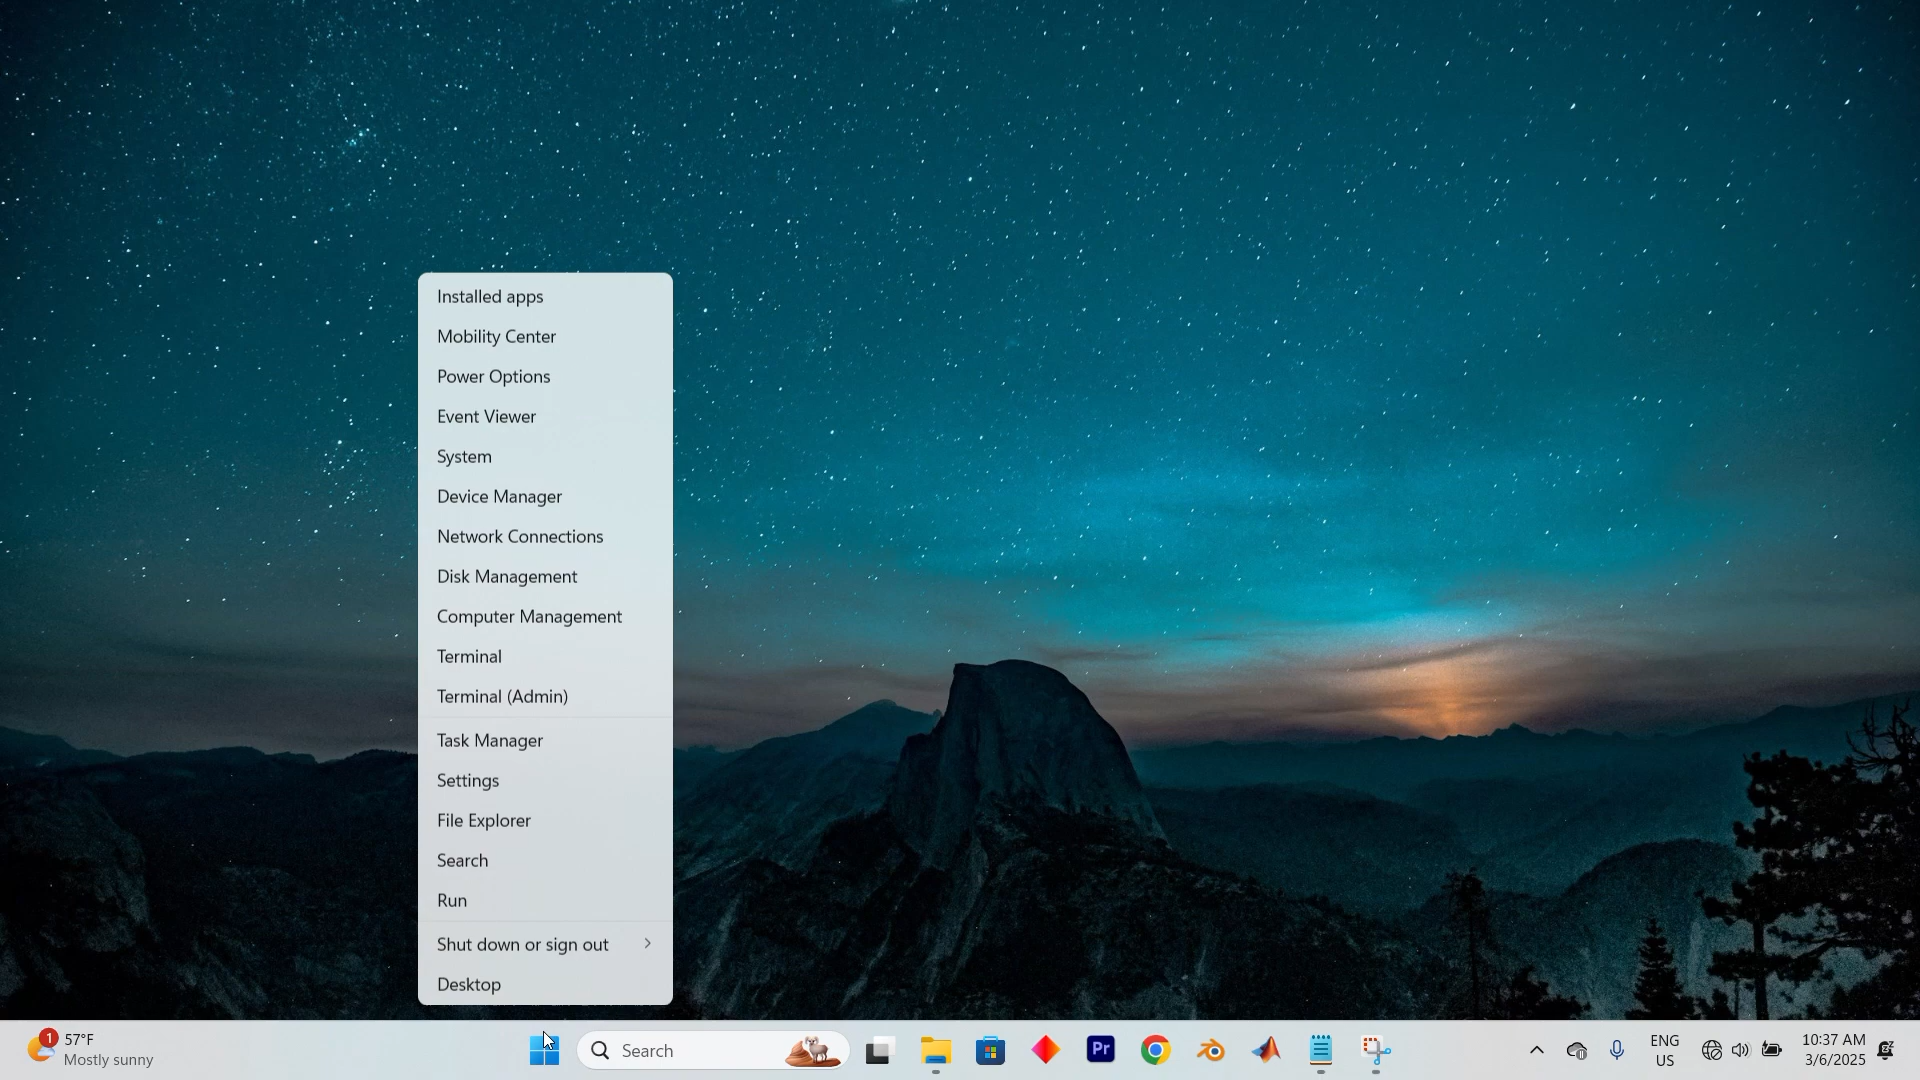 Installed apps
Mobility Center
Power Options
Event Viewer
System
Device Manager
Network Connections
Disk Management
Computer Management
Terminal
Terminal (Admin)
Task Manager
Settings
File Explorer
Search
Run
Shut down or sign out
Desktop
1
57°F
Mostly sunny
Search
Pr
ENG
US
10:37 AM
3/6/2025